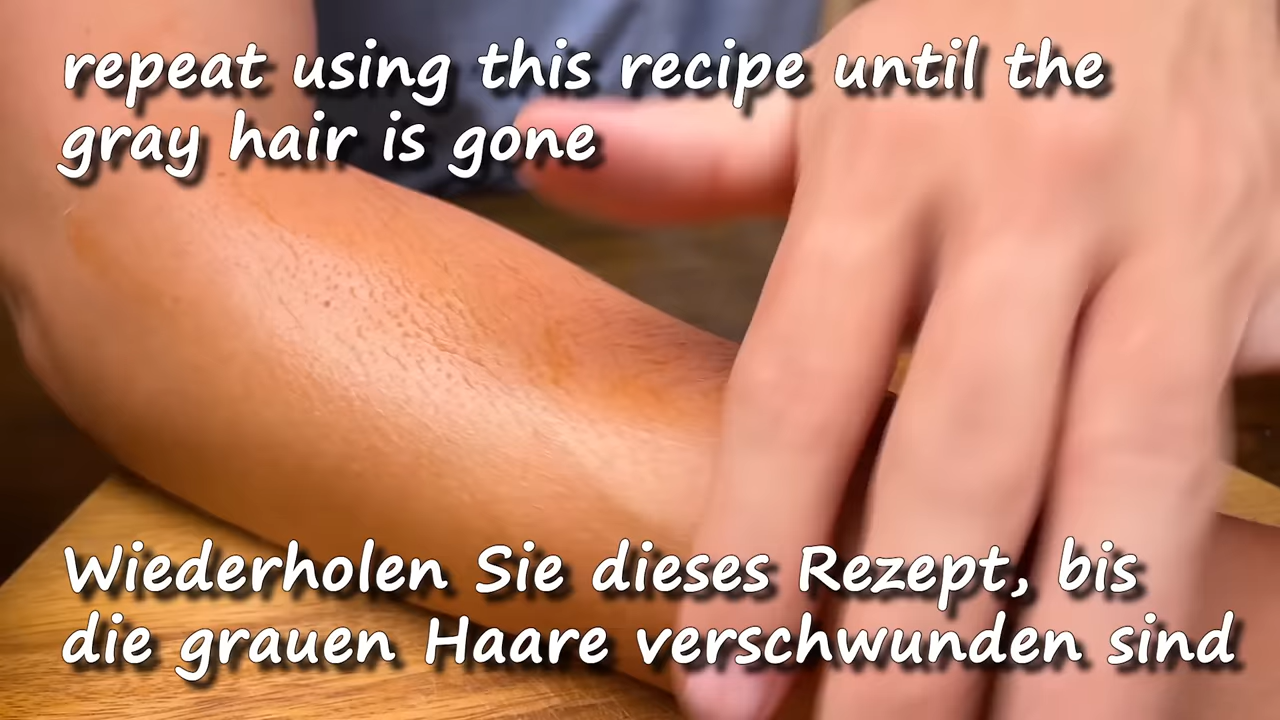 repeat using this recipe until the
gray hair is gone
Wiederholen Sie dieses Rezept, bis
die grauen Haare verschwunden sind